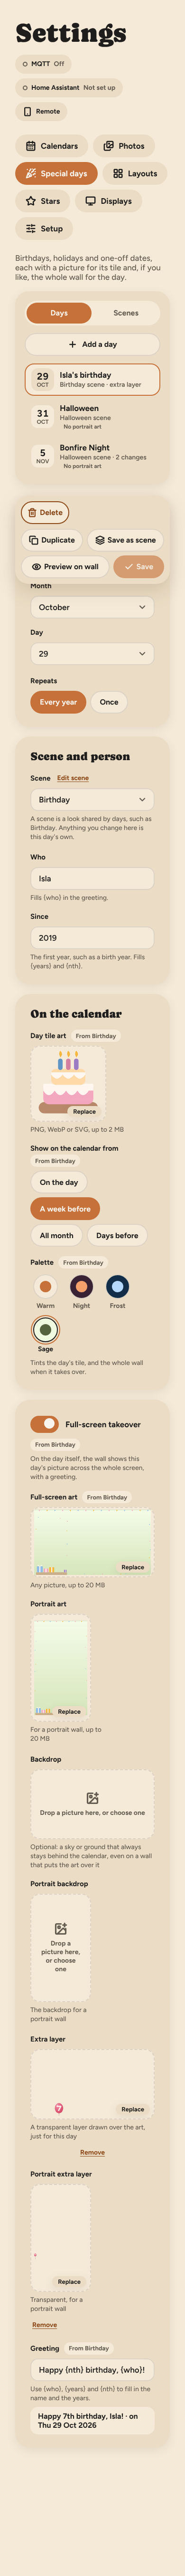 Settings
MQTT Off
Home Assistant Not set up
Remote
Calendars
Photos
Special days
Layouts
Stars
Displays
Setup
Birthdays, holidays and one-off dates,
each with a picture for its tile and, if you
like, the whole wall for the day.
Days
Scenes
Add a day
29
OCT
Isla's birthday
Birthday scene · extra layer
31
OCT
Halloween
Halloween scene
No portrait art
5
NOV
Bonfire Night
Halloween scene · 2 changes
No portrait art
Delete
Duplicate
Save as scene
Preview on wall
Save
Month
October
Day
29
Repeats
Every year
Once
Scene and person
Scene Edit scene
Birthday
A scene is a look shared by days, such as
Birthday. Anything you change here is
this day's own.
Who
Isla
Fills {who} in the greeting.
Since
2019
The first year, such as a birth year. Fills
{years} and {nth}.
On the calendar
Day tile art From Birthday
Replace
PNG, WebP or SVG, up to 2 MB
Show on the calendar from
From Birthday
On the day
A week before
All month
Days before
Palette From Birthday
Warm
Night
Frost
Sage
Tints the day's tile, and the whole wall
when it takes over.
Full-screen takeover
From Birthday
On the day itself, the wall shows this
day's picture across the whole screen,
with a greeting.
Full-screen art From Birthday
Replace
Any picture, up to 20 MB
Portrait art
Replace
For a portrait wall, up to
20 MB
Backdrop
Drop a picture here, or choose one
Optional: a sky or ground that always
stays behind the calendar, even on a wall
that puts the art over it
Portrait backdrop
Drop a
picture here,
or choose
one
The backdrop for a
portrait wall
Extra layer
7
Replace
A transparent layer drawn over the art,
just for this day
Remove
Portrait extra layer
Replace
Transparent, for a
portrait wall
Remove
Greeting From Birthday
Happy {nth} birthday, {who}!
Use {who}, {years} and {nth} to fill in the
name and the years.
Happy 7th birthday, Isla! · on
Thu 29 Oct 2026